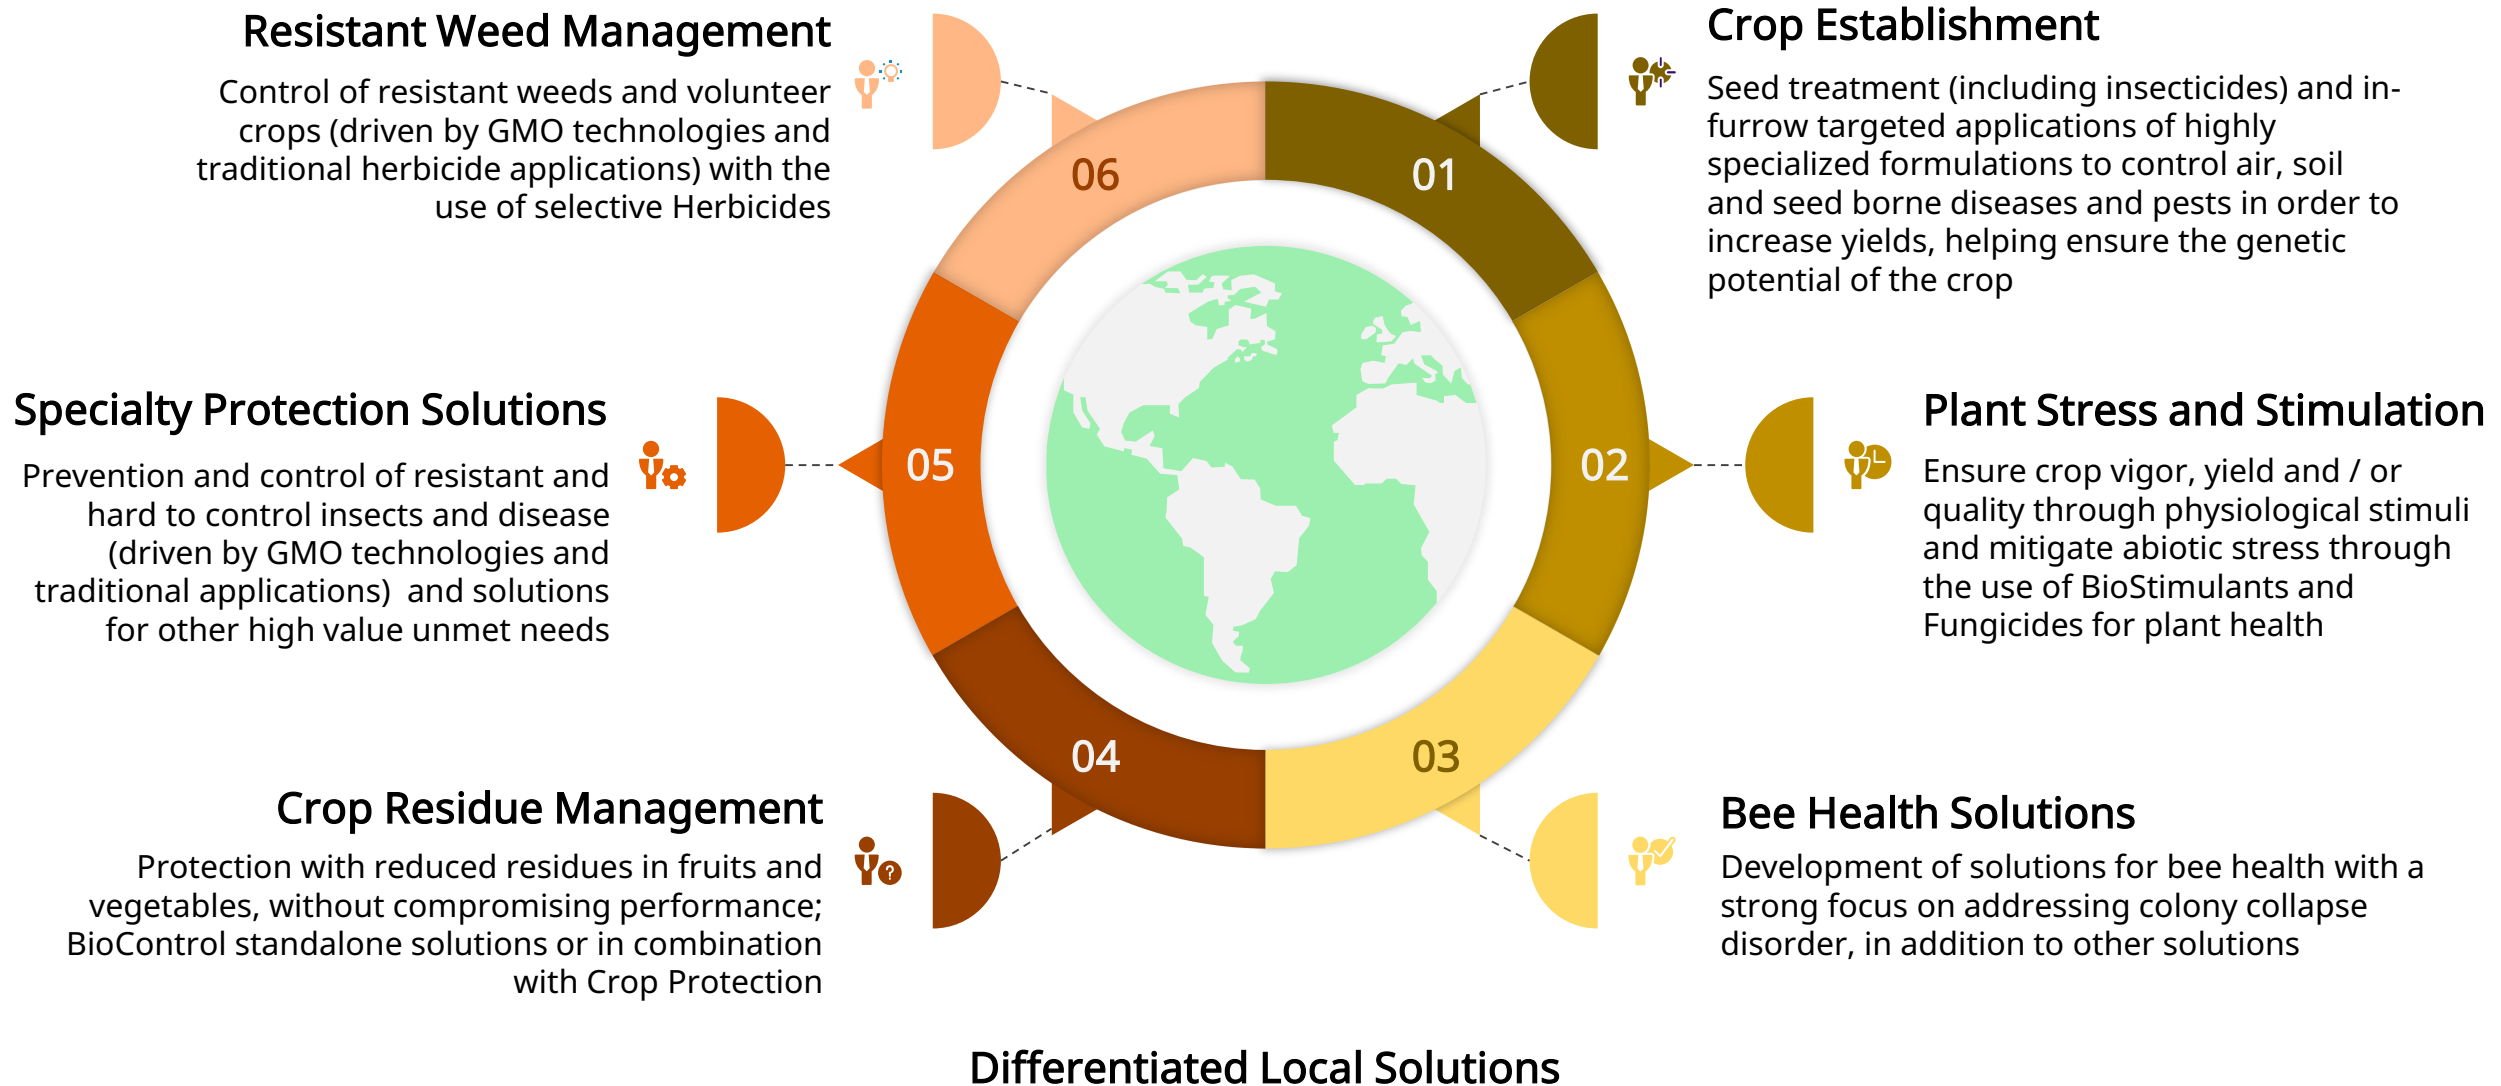 Resistant Weed Management
Control of resistant weeds and volunteer
crops (driven by GMO technologies and
traditional herbicide applications) with the
use of selective Herbicides
Crop Establishment
Seed treatment (including insecticides) and in-
furrow targeted applications of highly
specialized formulations to control air, soil
and seed borne diseases and pests in order to
increase yields, helping ensure the genetic
potential of the crop
06
01
Specialty Protection Solutions
Prevention and control of resistant and
hard to control insects and disease
(driven by GMO technologies and
traditional applications)  and solutions
for other high value unmet needs
05
02
Plant Stress and Stimulation
Ensure crop vigor, yield and / or
quality through physiological stimuli
and mitigate abiotic stress through
the use of BioStimulants and
Fungicides for plant health
04
03
Crop Residue Management
Protection with reduced residues in fruits and
vegetables, without compromising performance;
BioControl standalone solutions or in combination
with Crop Protection
?
Bee Health Solutions
Development of solutions for bee health with a
strong focus on addressing colony collapse
disorder, in addition to other solutions
Differentiated Local Solutions